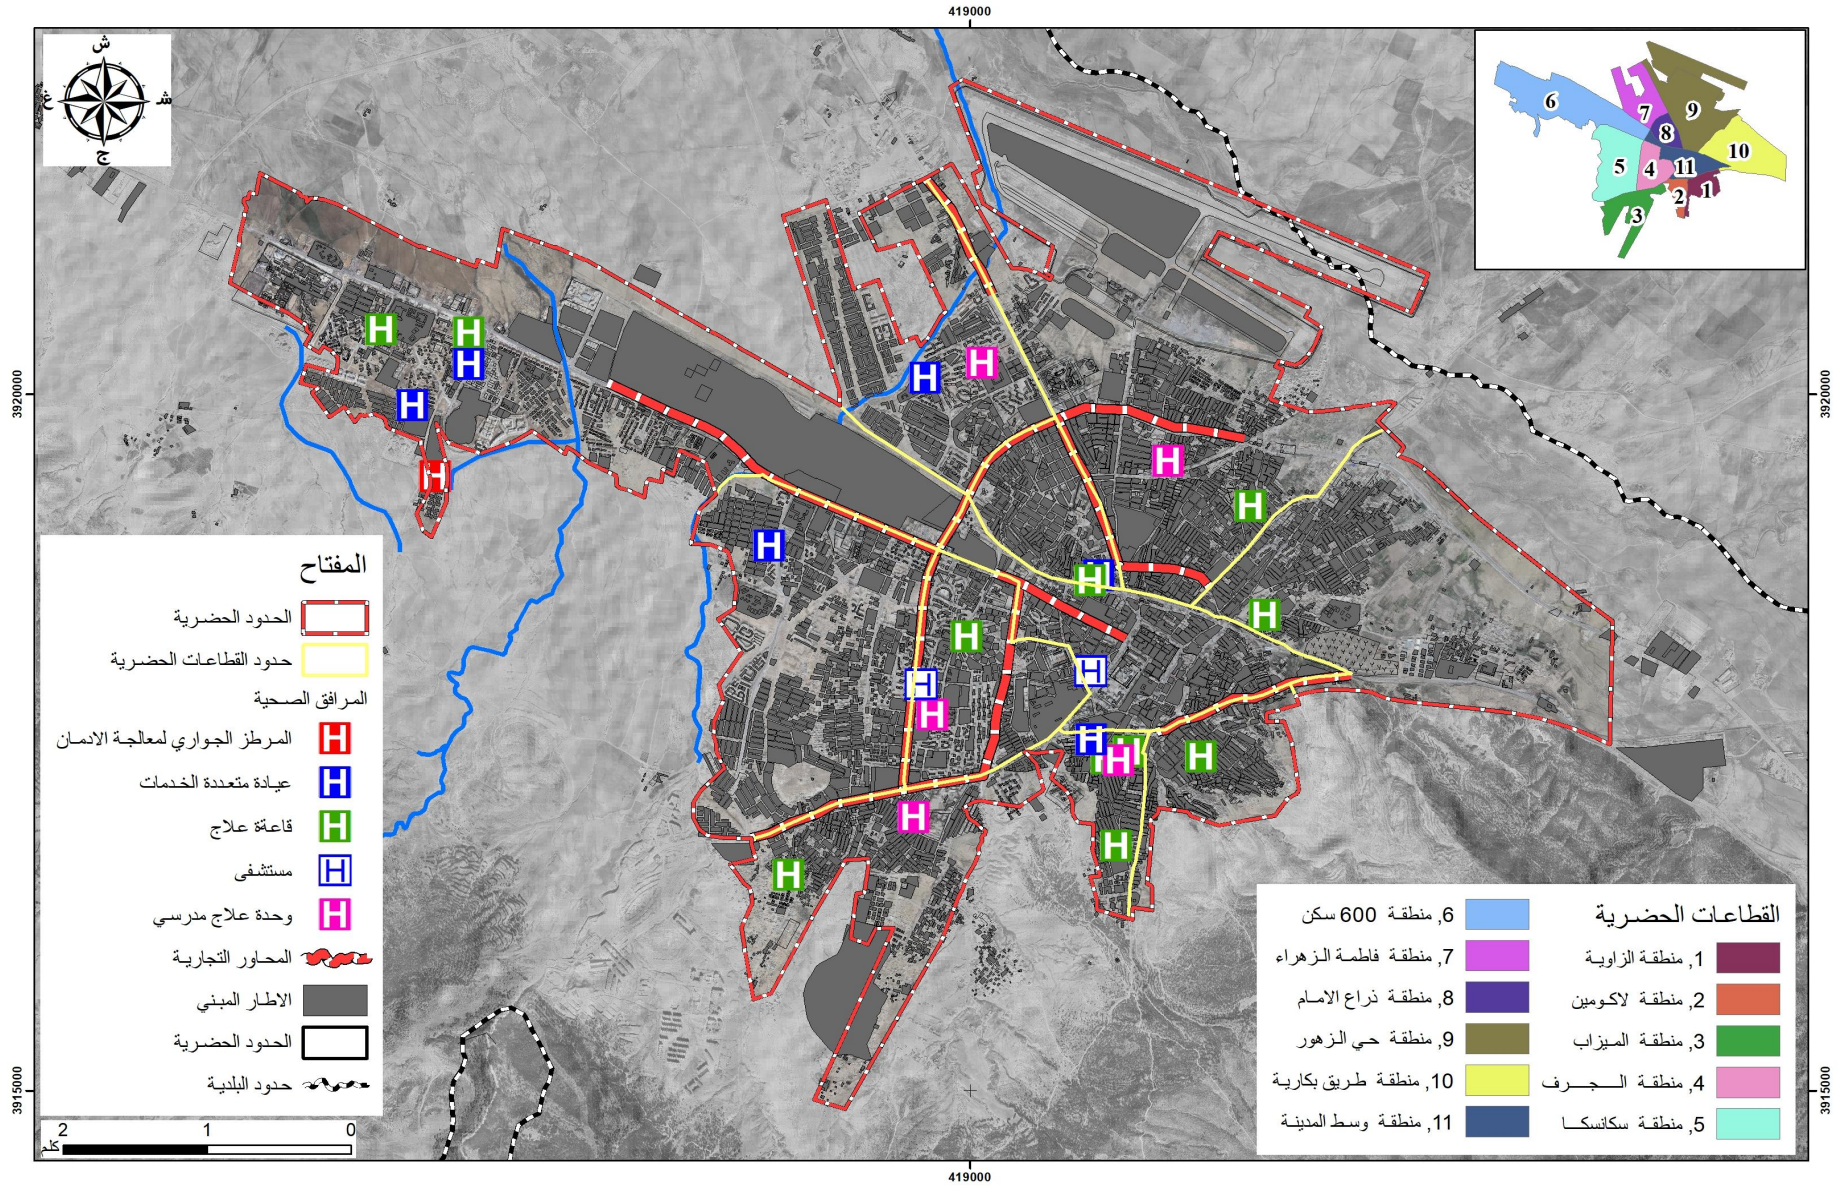 419000
ش
غ
ش
ج
6
7
9
8
10
5
4
11
1
2
3
3920000
3920000
المفتاح
الحدود الحضرية
حدود القطاعات الحضرية
المرافق الصحية
H المرطز الجواري لمعالجة الادمان
H عيادة متعددة الخدمات
H قاعةة علاج
H مستشفى
H وحدة علاج مدرسي
المحاور التجارية
الاطار المبني
الحدود الحضرية
حدود البلدية
2 1 0
كلم
القطاعات الحضرية
1, منطقة الزاوية
2, منطقة لاكومين
3, منطقة الميزاب
4, منطقة الـــجـــرف
5, منطقة سكانسكـــا
6, منطقة 600 سكن
7, منطقة فاطمة الزهراء
8, منطقة ذراع الامام
9, منطقة حي الزهور
10, منطقة طريق بكارية
11, منطقة وسط المدينة
3915000
3915000
419000